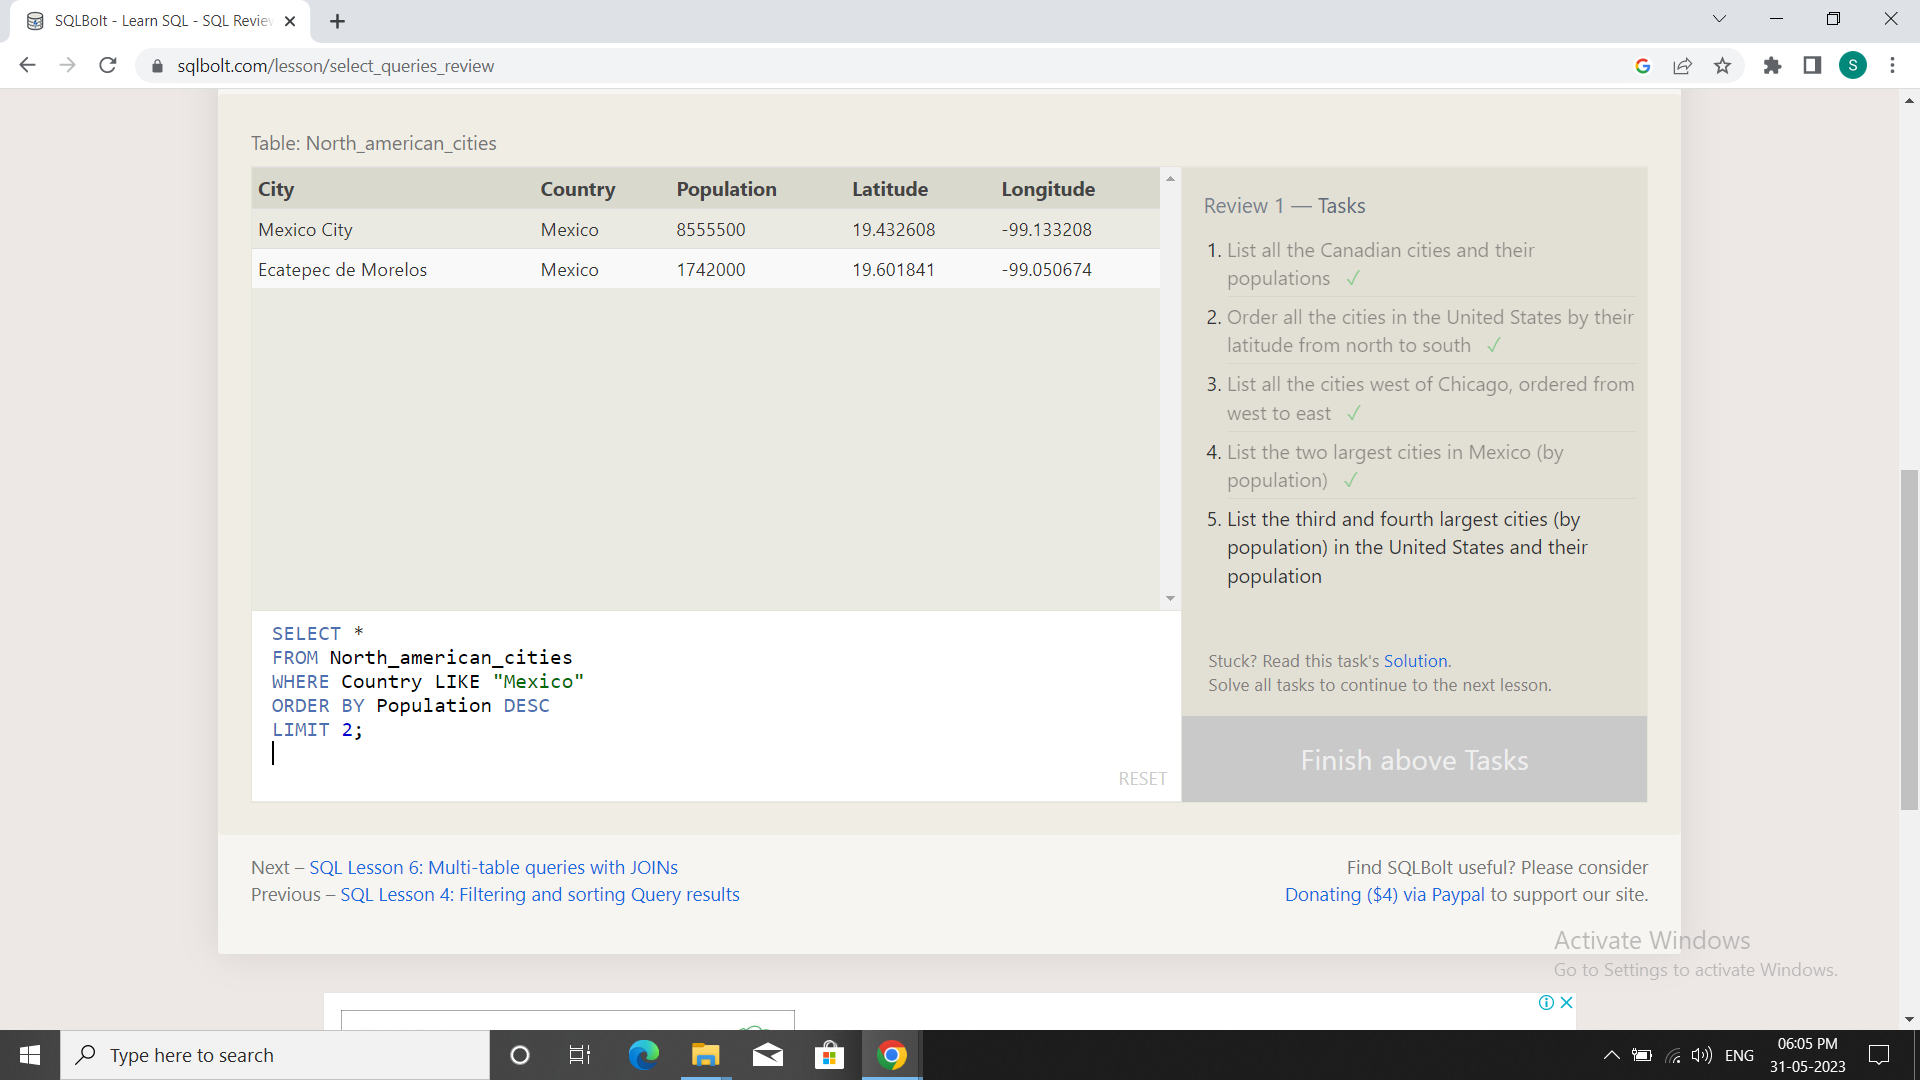 SQLBolt - Learn SQL - SQL Review
sqlbolt.com/lesson/select_queries_review
S
Table: North_american_cities
City Country Population Latitude Longitude
Mexico City Mexico 8555500 19.432608 -99.133208
Ecatepec de Morelos Mexico 1742000 19.601841 -99.050674
Review 1 — Tasks
1. List all the Canadian cities and their
populations ✓
2. Order all the cities in the United States by their
latitude from north to south ✓
3. List all the cities west of Chicago, ordered from
west to east ✓
4. List the two largest cities in Mexico (by
population) ✓
5. List the third and fourth largest cities (by
population) in the United States and their
population
Stuck? Read this task's Solution.
Solve all tasks to continue to the next lesson.
Finish above Tasks
SELECT *
FROM North_american_cities
WHERE Country LIKE "Mexico"
ORDER BY Population DESC
LIMIT 2;
RESET
Next – SQL Lesson 6: Multi-table queries with JOINs
Previous – SQL Lesson 4: Filtering and sorting Query results
Find SQLBolt useful? Please consider
Donating ($4) via Paypal to support our site.
Activate Windows
Go to Settings to activate Windows.
Type here to search
ENG
06:05 PM
31-05-2023